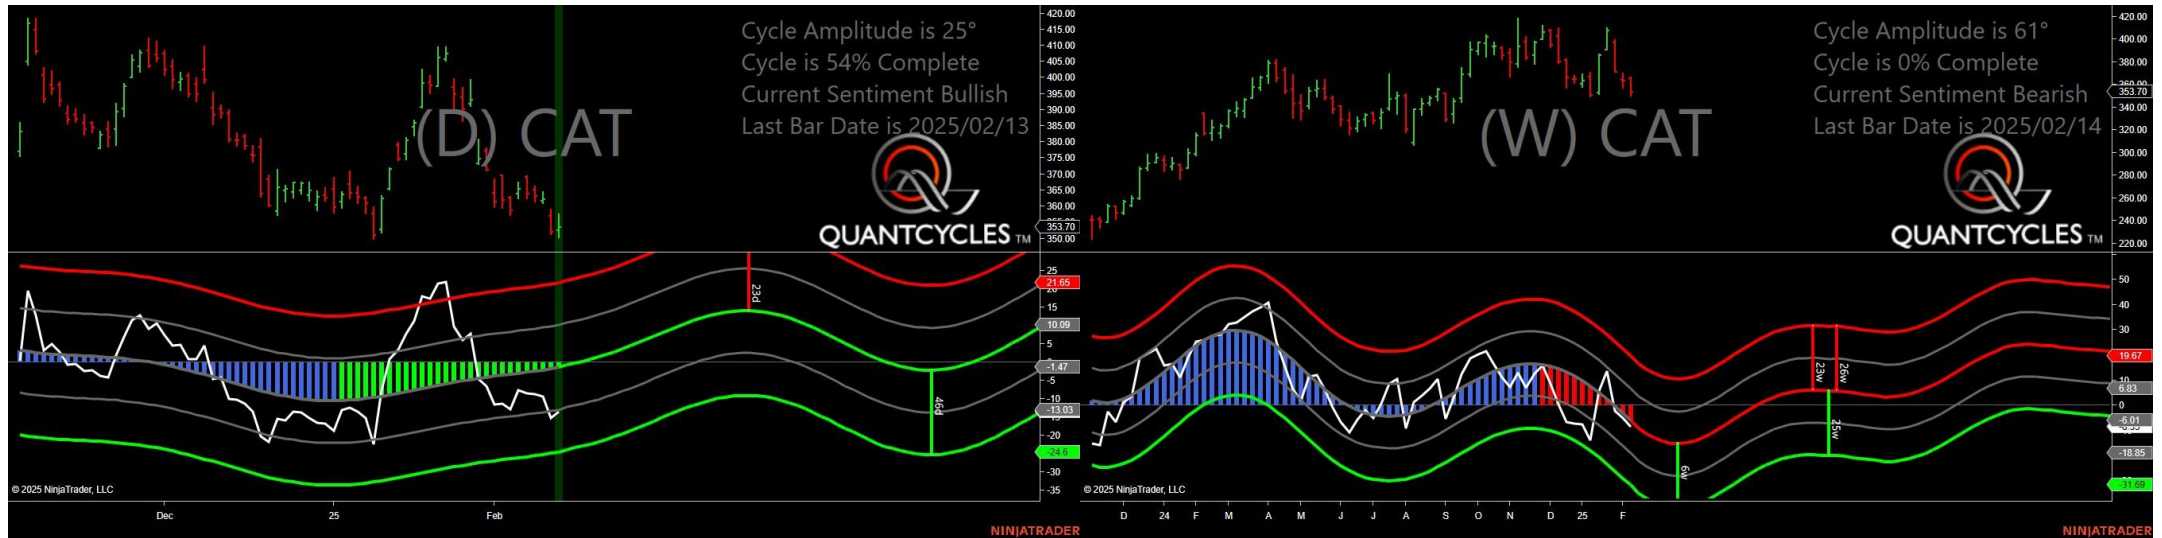 Cycle Amplitude is 25°
Cycle is 54% Complete
Current Sentiment Bullish
Last Bar Date is 2025/02/13
(D) CAT
QUANTCYCLES TM
420.00
415.00
410.00
405.00
400.00
395.00
390.00
385.00
380.00
375.00
370.00
365.00
360.00
353.70
350.00
25
21.65
15
10.09
5
-1.47
-5
-10
-13.03
-20
-24.6
-30
-35
23d
46d
© 2025 NinjaTrader, LLC
Dec
25
Feb
NINJATRADER
Cycle Amplitude is 61°
Cycle is 0% Complete
Current Sentiment Bearish
Last Bar Date is 2025/02/14
(W) CAT
QUANTCYCLES TM
420.00
400.00
380.00
353.70
340.00
320.00
300.00
280.00
260.00
240.00
220.00
50
40
30
19.67
6.83
0
-6.01
-18.85
-31.69
23w
26w
25w
6w
© 2025 NinjaTrader, LLC
D
24
F
M
A
M
J
J
A
S
O
N
D
25
F
NINJATRADER